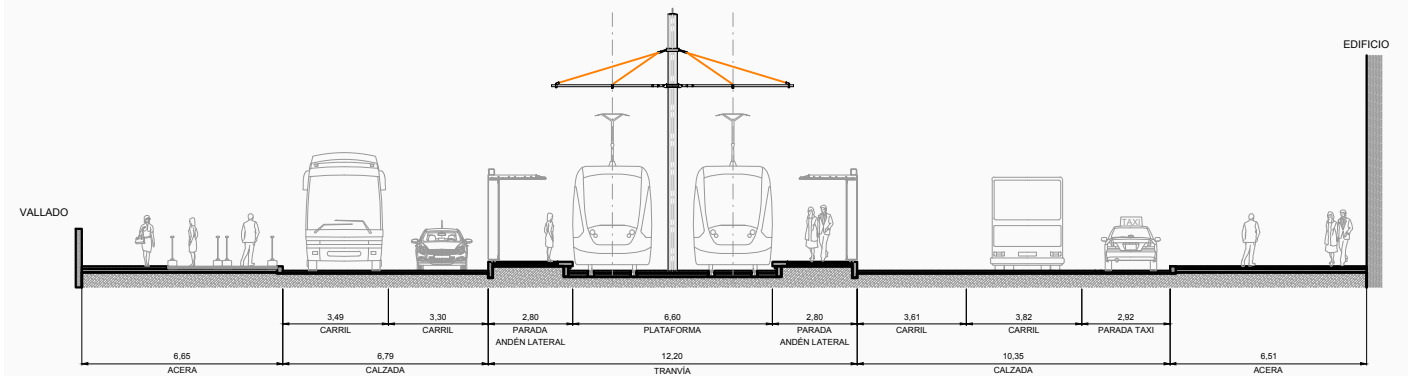 EDIFICIO
VALLADO
TAXI
3,49
CARRIL
3,30
CARRIL
2,80
PARADA
ANDÉN LATERAL
6,60
PLATAFORMA
2,80
PARADA
ANDÉN LATERAL
3,61
CARRIL
3,82
CARRIL
2,92
PARADA TAXI
6,65
ACERA
6,79
CALZADA
12,20
TRANVÍA
10,35
CALZADA
6,51
ACERA